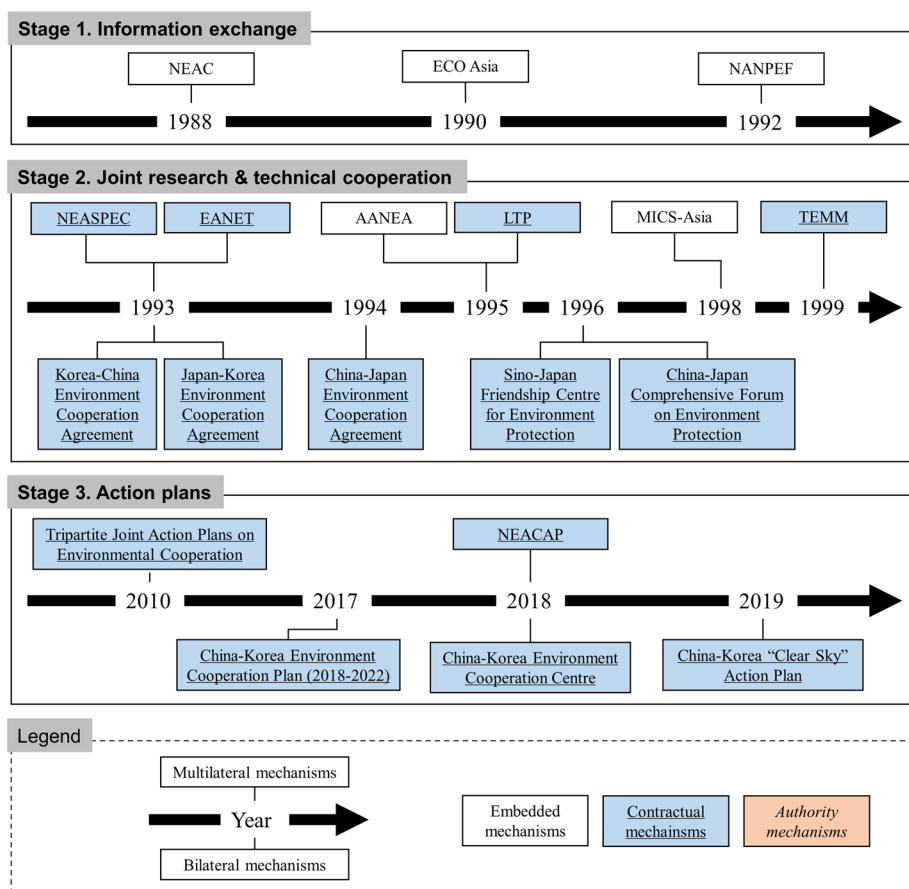 Stage 1. Information exchange
NEAC
ECO Asia
NANPEF
1988
1990
1992
Stage 2. Joint research & technical cooperation
NEASPEC
EANET
AANEA
LTP
MICS-Asia
TEMM
1993
1994
1995
1996
1998
1999
Korea-China
Environment
Cooperation
Agreement
Japan-Korea
Environment
Cooperation
Agreement
China-Japan
Environment
Cooperation
Agreement
Sino-Japan
Friendship Centre
for Environment
Protection
China-Japan
Comprehensive Forum
on Environment
Protection
Stage 3. Action plans
Tripartite Joint Action Plans on
Environmental Cooperation
NEACAP
2010
2017
2018
2019
China-Korea Environment
Cooperation Plan (2018-2022)
China-Korea Environment
Cooperation Centre
China-Korea “Clear Sky”
Action Plan
Legend
Multilateral mechanisms
Year
Bilateral mechanisms
Embedded
mechanisms
Contractual
mechainsms
Authority
mechanisms